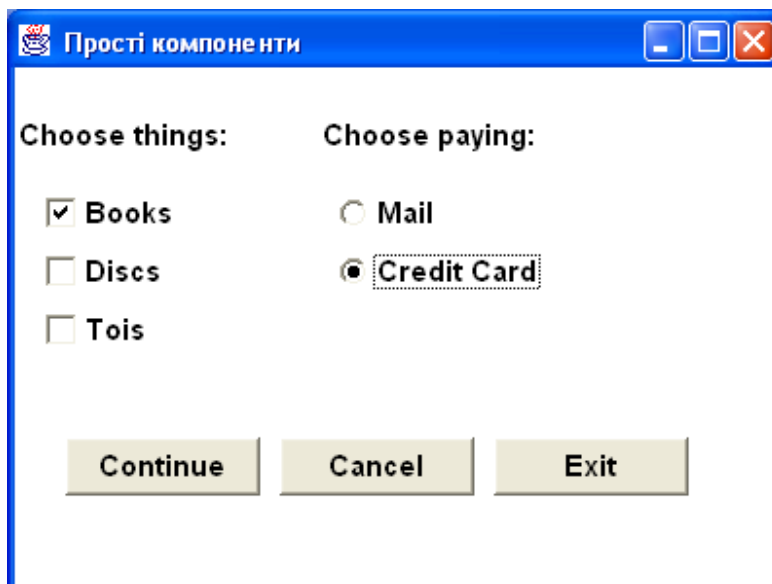 Прості компоненти
Choose things: Choose paying:
Books Mail
Discs Credit Card
Tois
Continue Cancel Exit